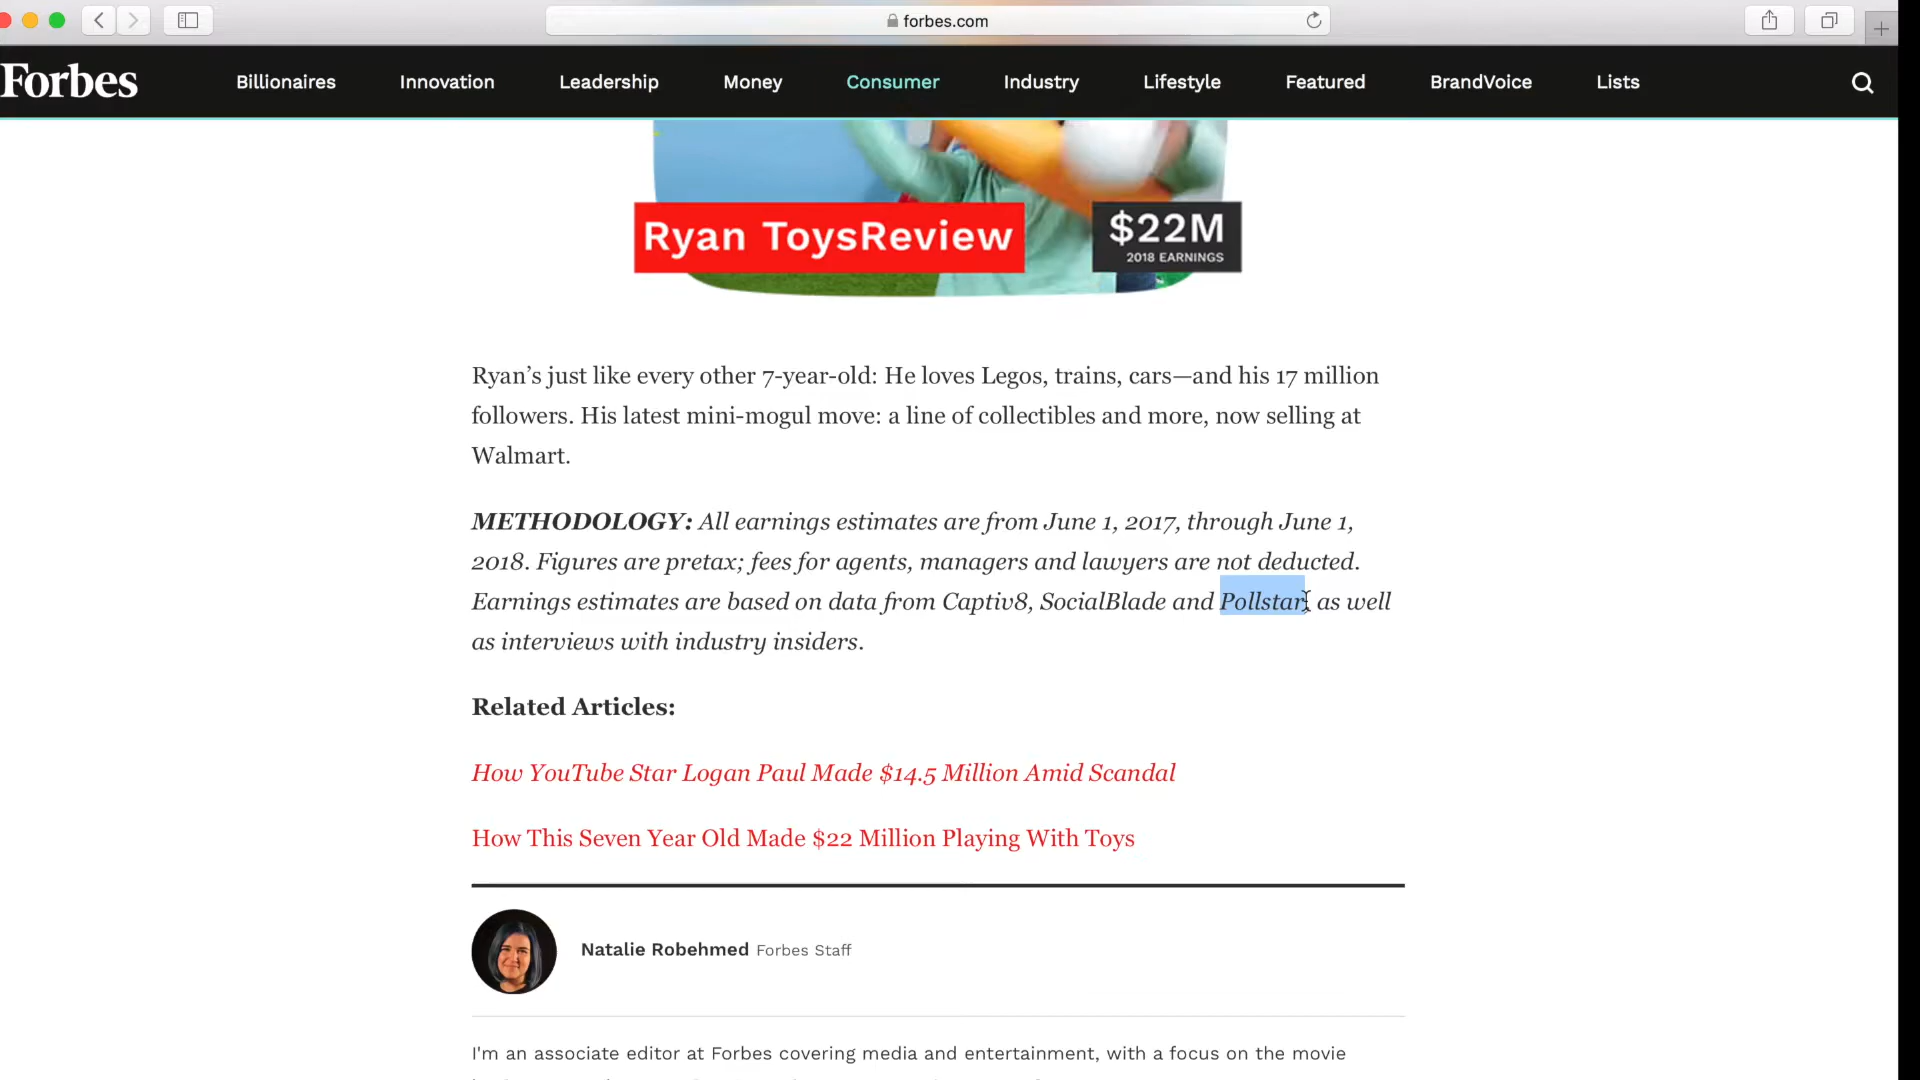 forbes.com
Forbes
Billionaires
Innovation
Leadership
Money
Consumer
Industry
Lifestyle
Featured
BrandVoice
Lists
Ryan ToysReview
$22M
2018 EARNINGS
Ryan’s just like every other 7-year-old: He loves Legos, trains, cars—and his 17 million
followers. His latest mini-mogul move: a line of collectibles and more, now selling at
Walmart.
METHODOLOGY: All earnings estimates are from June 1, 2017, through June 1,
2018. Figures are pretax; fees for agents, managers and lawyers are not deducted.
Earnings estimates are based on data from Captiv8, SocialBlade and Pollstar, as well
as interviews with industry insiders.
Related Articles:
How YouTube Star Logan Paul Made $14.5 Million Amid Scandal
How This Seven Year Old Made $22 Million Playing With Toys
Natalie Robehmed Forbes Staff
I'm an associate editor at Forbes covering media and entertainment, with a focus on the movie